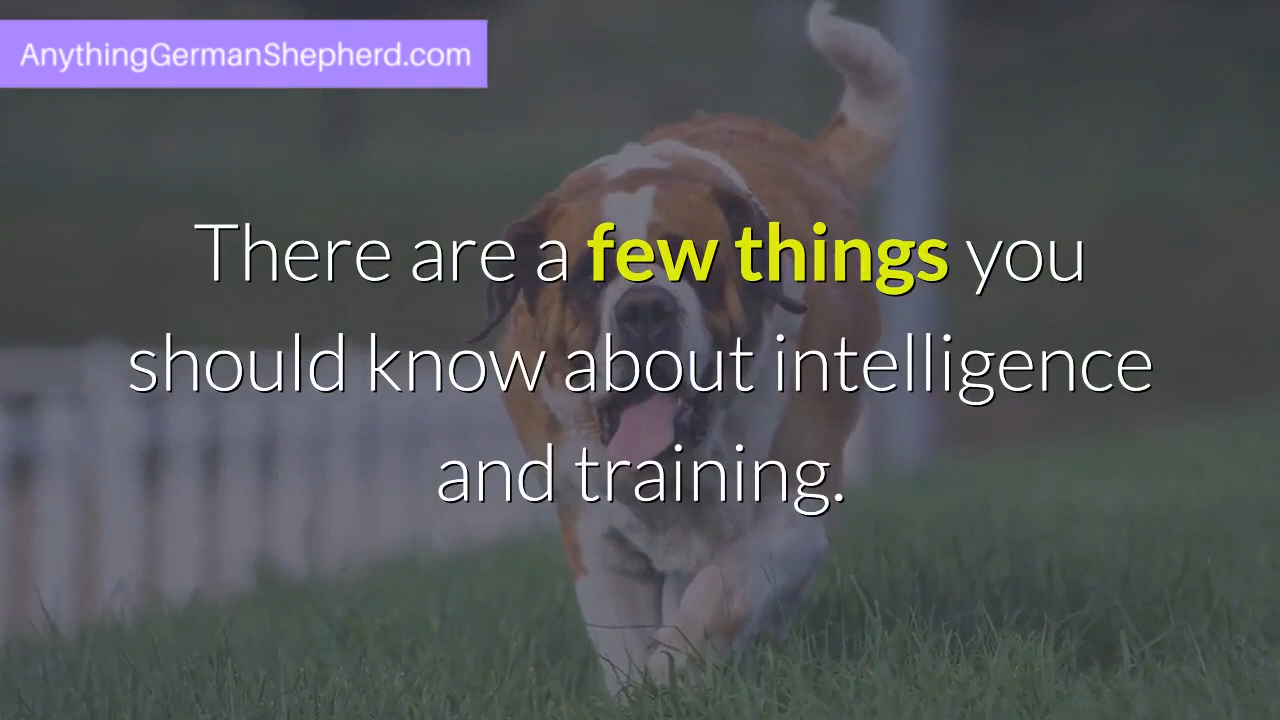 AnythingGermanShepherd.com
There are a few things you
should know about intelligence
and training.